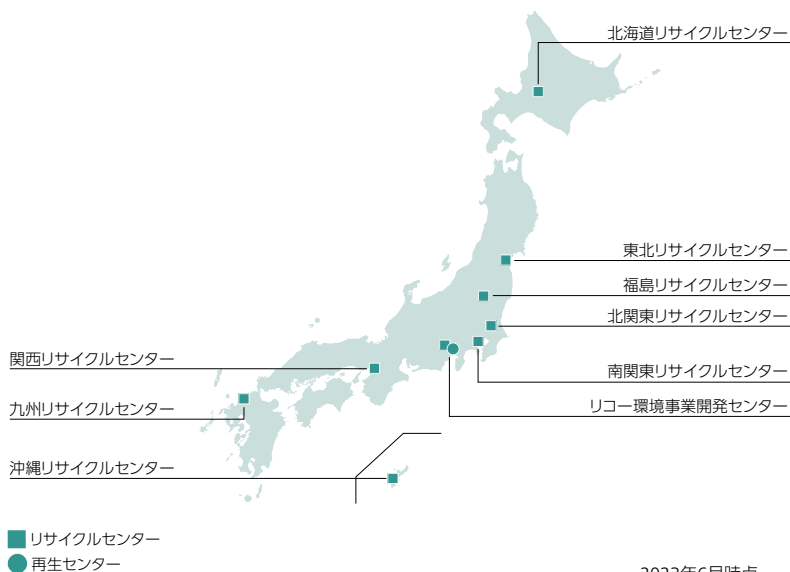 北海道リサイクルセンター
東北リサイクルセンター
福島リサイクルセンター
北関東リサイクルセンター
関西リサイクルセンター
南関東リサイクルセンター
九州リサイクルセンター
リコー環境事業開発センター
沖縄リサイクルセンター
リサイクルセンター
再生センター